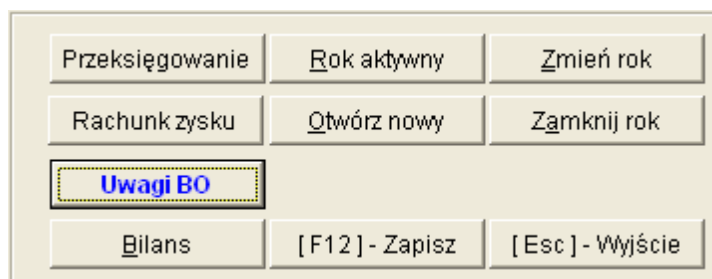 Przeksięgowanie Rok aktywny Zmień rok
Rachunk zysku Otwórz nowy Zamknij rok
Uwagi BO
Bilans [ F12 ] - Zapisz [ Esc ] - Wyjście